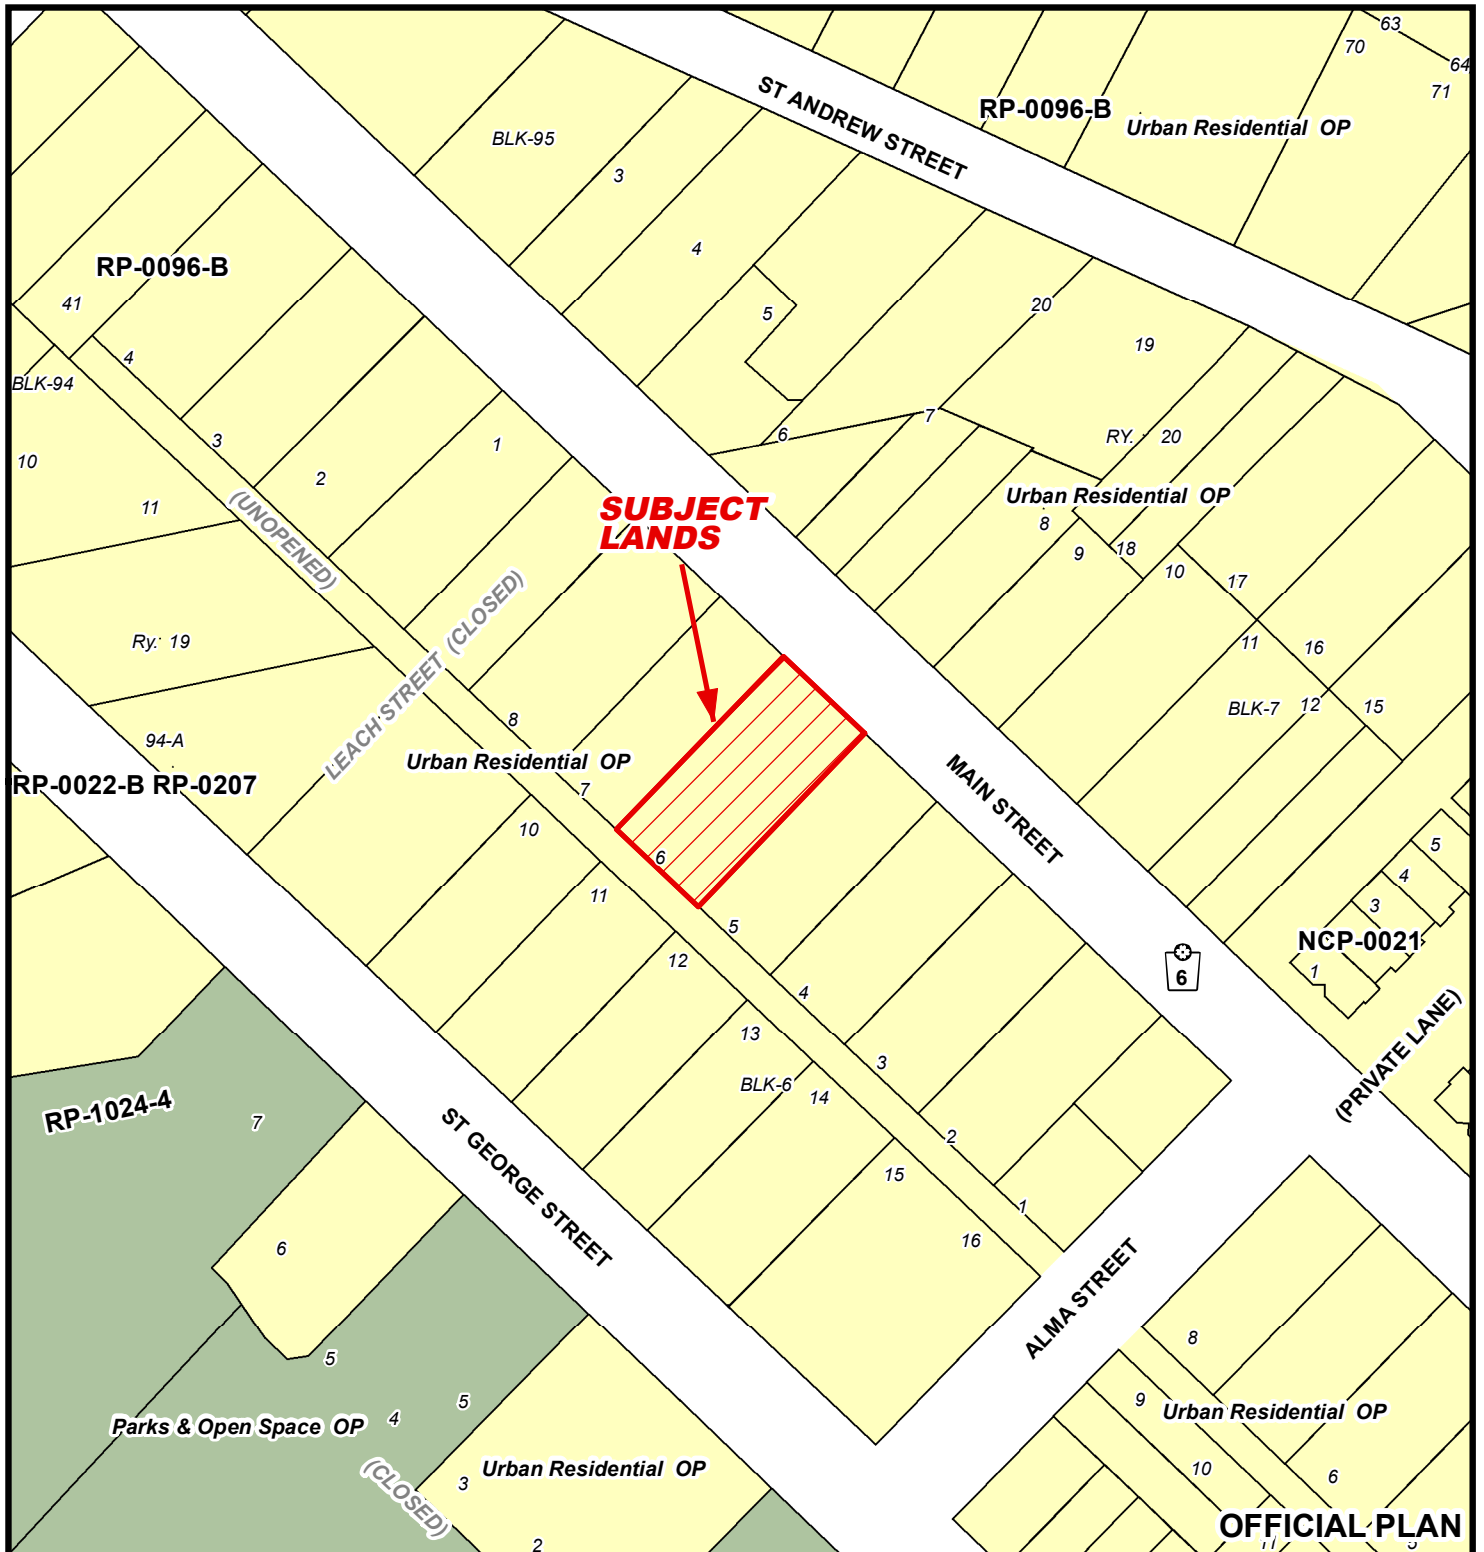 63
70
64
71
ST ANDREW STREET
RP-0096-B
Urban Residential OP
BLK-95
3
4
RP-0096-B
41
5
20
19
4
BLK-94
3
10
2
1
11
6
7
RY. 20
Urban Residential OP
8
9
18
10
17
(UNOPENED)
SUBJECT
LANDS
LEACH STREET (CLOSED)
Ry. 19
11
16
BLK-7
12
15
94-A
8
Urban Residential OP
7
RP-0022-B RP-0207
MAIN STREET
10
6
11
5
12
4
5
4
3
NCP-0021
1
6
(PRIVATE LANE)
13
3
BLK-6
14
2
15
1
16
RP-1024-4
7
ST GEORGE STREET
6
ALMA STREET
5
5
4
Parks & Open Space OP
(CLOSED)
3
Urban Residential OP
2
8
9
Urban Residential OP
10
6
11
5
OFFICIAL PLAN